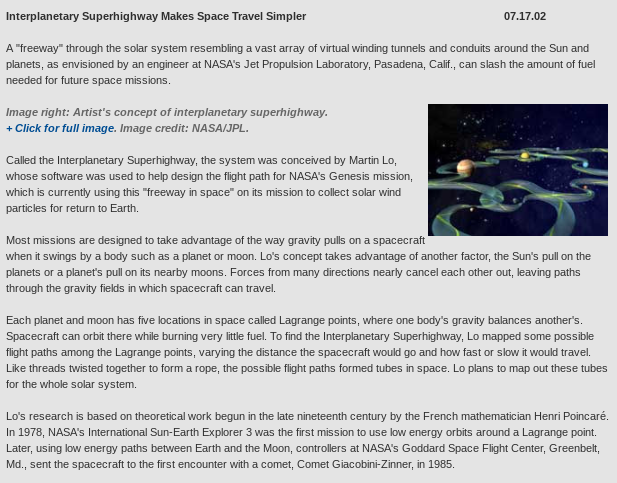 Interplanetary Superhighway Makes Space Travel Simpler 07.17.02
A "freeway" through the solar system resembling a vast array of virtual winding tunnels and conduits around the Sun and
planets, as envisioned by an engineer at NASA's Jet Propulsion Laboratory, Pasadena, Calif., can slash the amount of fuel
needed for future space missions.
Image right: Artist's concept of interplanetary superhighway.
+ Click for full image. Image credit: NASA/JPL.
Called the Interplanetary Superhighway, the system was conceived by Martin Lo,
whose software was used to help design the flight path for NASA's Genesis mission,
which is currently using this "freeway in space" on its mission to collect solar wind
particles for return to Earth.
Most missions are designed to take advantage of the way gravity pulls on a spacecraft
when it swings by a body such as a planet or moon. Lo's concept takes advantage of another factor, the Sun's pull on the
planets or a planet's pull on its nearby moons. Forces from many directions nearly cancel each other out, leaving paths
through the gravity fields in which spacecraft can travel.
Each planet and moon has five locations in space called Lagrange points, where one body's gravity balances another's.
Spacecraft can orbit there while burning very little fuel. To find the Interplanetary Superhighway, Lo mapped some possible
flight paths among the Lagrange points, varying the distance the spacecraft would go and how fast or slow it would travel.
Like threads twisted together to form a rope, the possible flight paths formed tubes in space. Lo plans to map out these tubes
for the whole solar system.
Lo's research is based on theoretical work begun in the late nineteenth century by the French mathematician Henri Poincaré.
In 1978, NASA's International Sun-Earth Explorer 3 was the first mission to use low energy orbits around a Lagrange point.
Later, using low energy paths between Earth and the Moon, controllers at NASA's Goddard Space Flight Center, Greenbelt,
Md., sent the spacecraft to the first encounter with a comet, Comet Giacobini-Zinner, in 1985.